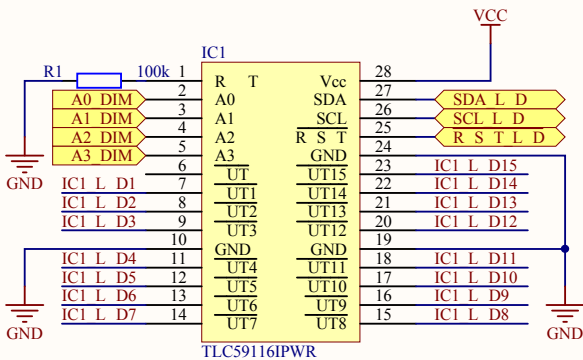 VCC
IC1
R1 100k 1 R T Vcc 28
A0 DIM 2 A0 SDA 27 SDA L D
A1 DIM 3 A1 SCL 26 SCL L D
A2 DIM 4 A2 R S T 25 R S T L D
A3 DIM 5 A3 GND 24
6 UT UT15 23 IC1 L D15
GND
IC1 L D1 7 UT1 UT14 22 IC1 L D14
IC1 L D2 8 UT2 UT13 21 IC1 L D13
IC1 L D3 9 UT3 UT12 20 IC1 L D12
10 GND GND 19
IC1 L D4 11 UT4 UT11 18 IC1 L D11
IC1 L D5 12 UT5 UT10 17 IC1 L D10
IC1 L D6 13 UT6 UT9 16 IC1 L D9
IC1 L D7 14 UT7 UT8 15 IC1 L D8
GND GND
TLC59116IPWR